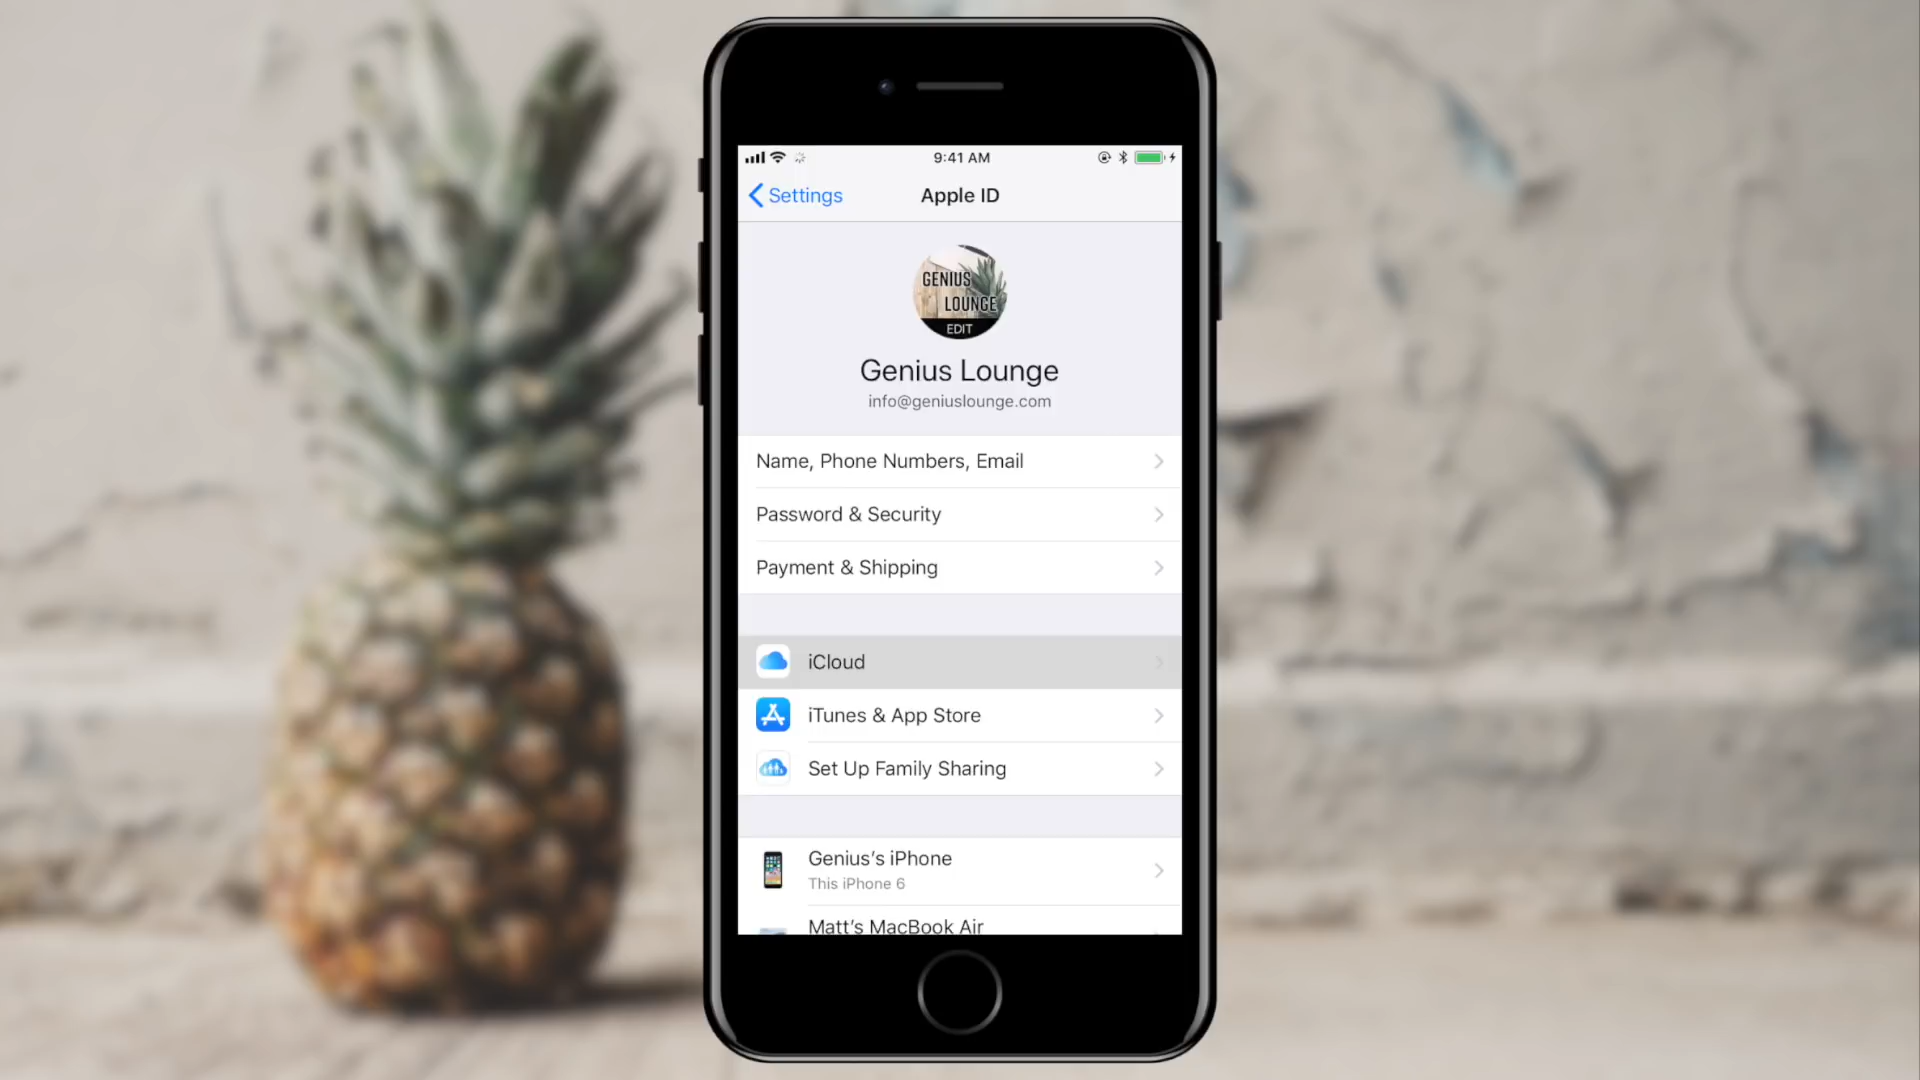 9:41 AM
Settings
Apple ID
GENIUS
LOUNGE
EDIT
Genius Lounge
info@geniuslounge.com
Name, Phone Numbers, Email
Password & Security
Payment & Shipping
iCloud
iTunes & App Store
Set Up Family Sharing
Genius’s iPhone
This iPhone 6
Matt’s MacBook Air